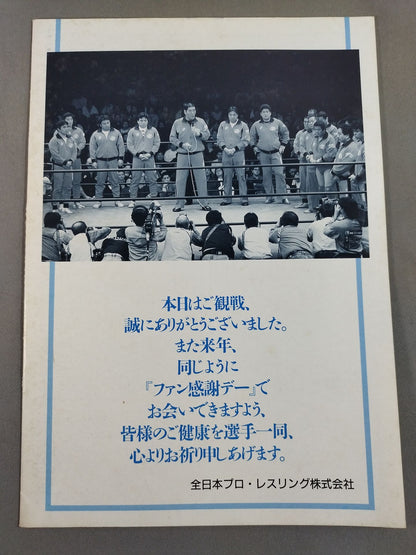 本日はご観戦、
誠にありがとうございました。
また来年、
同じように
『ファン感謝デー』で
お会いできますよう、
皆様のご健康を選手一同、
心よりお祈り申しあげます。
全日本プロ・レスリング株式会社